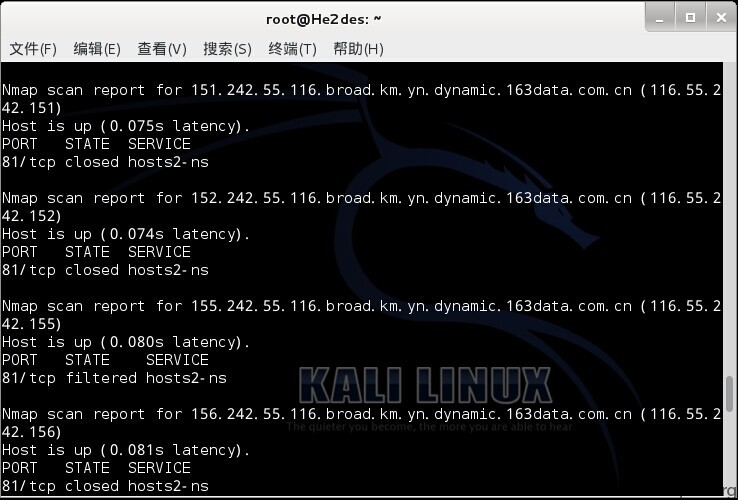 root@He2des: ~
文件(F) 编辑(E) 查看(V) 搜索(S) 终端(T) 帮助(H)
Nmap scan report for 151.242.55.116.broad.km.yn.dynamic.163data.com.cn (116.55.2
42.151)
Host is up (0.075s latency).
PORT STATE SERVICE
81/tcp closed hosts2-ns
Nmap scan report for 152.242.55.116.broad.km.yn.dynamic.163data.com.cn (116.55.2
42.152)
Host is up (0.074s latency).
PORT STATE SERVICE
81/tcp closed hosts2-ns
Nmap scan report for 155.242.55.116.broad.km.yn.dynamic.163data.com.cn (116.55.2
42.155)
Host is up (0.080s latency).
PORT STATE SERVICE
81/tcp filtered hosts2-ns
KALI LINUX
The quieter you become, the more you are able to hear.
Nmap scan report for 156.242.55.116.broad.km.yn.dynamic.163data.com.cn (116.55.2
42.156)
Host is up (0.081s latency).
PORT STATE SERVICE
81/tcp closed hosts2-ns